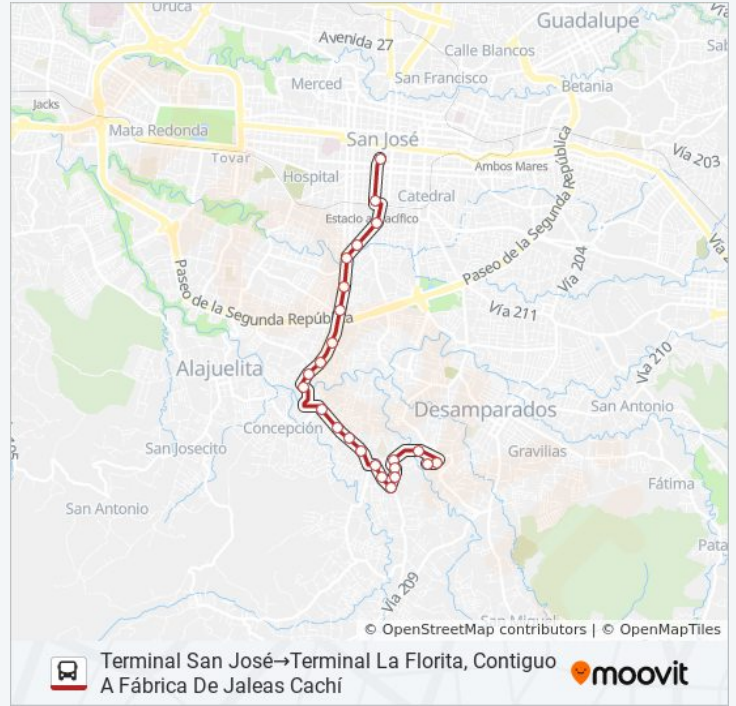 Uruca
Guadalupe
Avenida 27
Calle Blancos
San Francisco
Merced
Betania
Jacks
Mata Redonda
San José
Tovar
Ambos Mares
Vía 203
Hospital
Catedral
Paseo de la Segunda República
Vía 204
Paseo de la Segunda República
Vía 211
Alajuelita
Vía 210
Desamparados
San Antonio
Concepción
San Josecito
Gravilias
Fátima
San Antonio
Vía 209
© OpenStreetMap contributors | © OpenMapTiles
Terminal San José→Terminal La Florita, Contiguo
A Fábrica De Jaleas Cachí
moovit